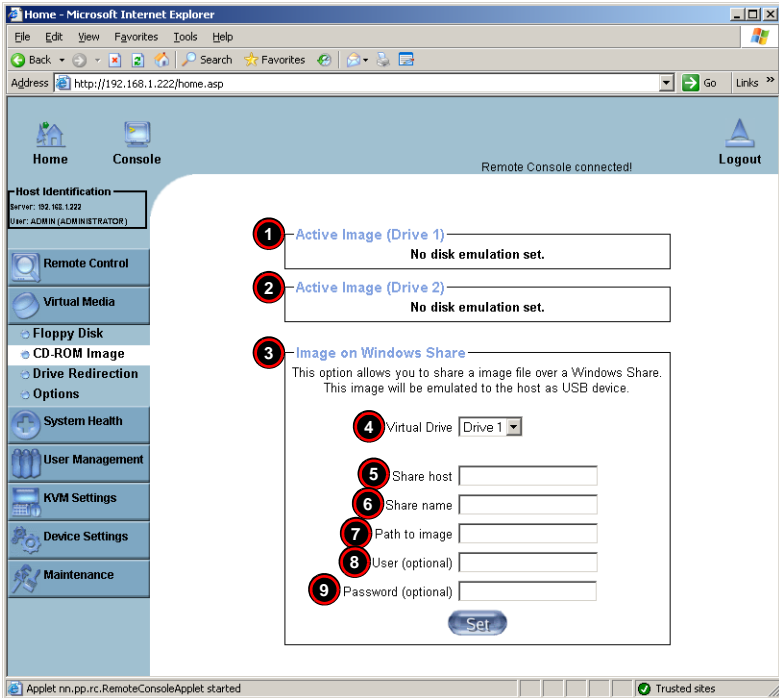 Home - Microsoft Internet Explorer
File Edit View Favorites Tools Help
Back Search Favorites
Address http://192.168.1.222/home.asp Go Links »
Home Console Logout
Remote Console connected!
Host Identification
Server: 192.168.1.222
User: ADMIN (ADMINISTRATOR)
Remote Control
Virtual Media
Floppy Disk
CD-ROM Image
Drive Redirection
Options
System Health
User Management
KVM Settings
Device Settings
Maintenance
1 Active Image (Drive 1)
No disk emulation set.
2 Active Image (Drive 2)
No disk emulation set.
3 Image on Windows Share
This option allows you to share a image file over a Windows Share.
This image will be emulated to the host as USB device.
4 Virtual Drive Drive 1
5 Share host
6 Share name
7 Path to image
8 User (optional)
9 Password (optional)
Set
Applet nn.pp.rc.RemoteConsoleApplet started Trusted sites